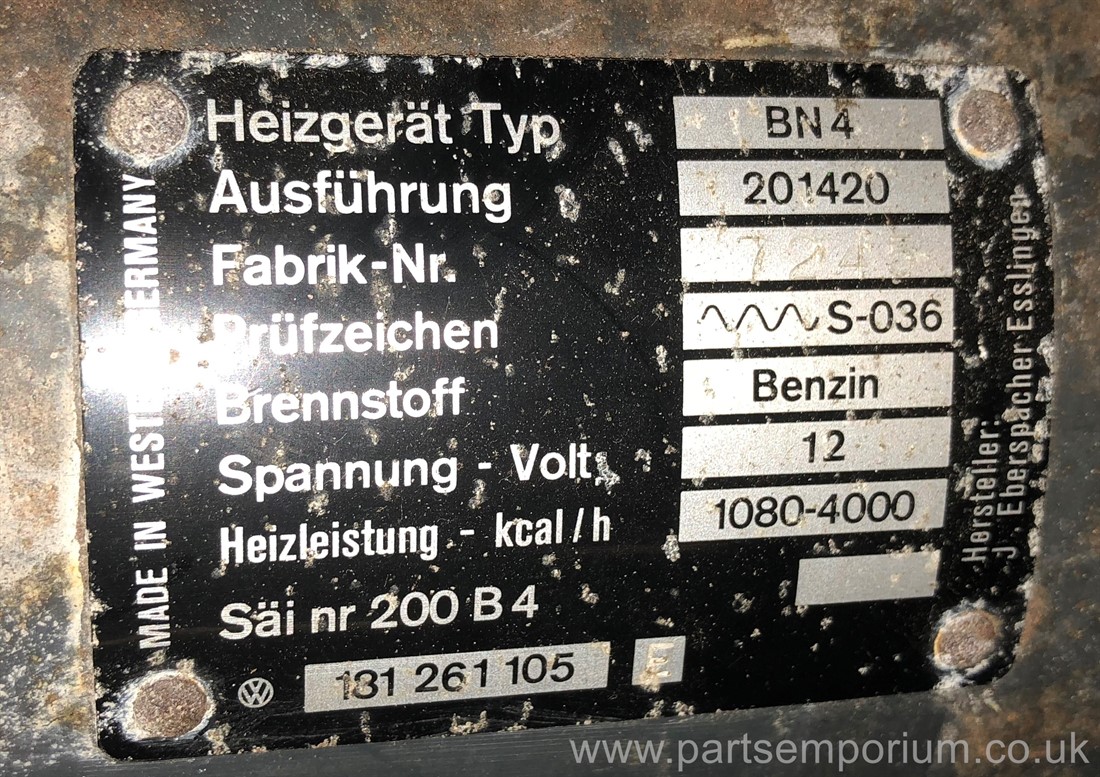 Heizgerät Typ BN 4
Ausführung 201420
Fabrik-Nr.
Prüfzeichen S-036
Brennstoff Benzin
Spannung - Volt 12
Heizleistung - kcal/h 1080-4000
Säi nr 200 B 4
181 261 105 E
MADE IN WEST GERMANY
Hersteller:
J. Eberspächer Esslingen
www.partsemporium.co.uk